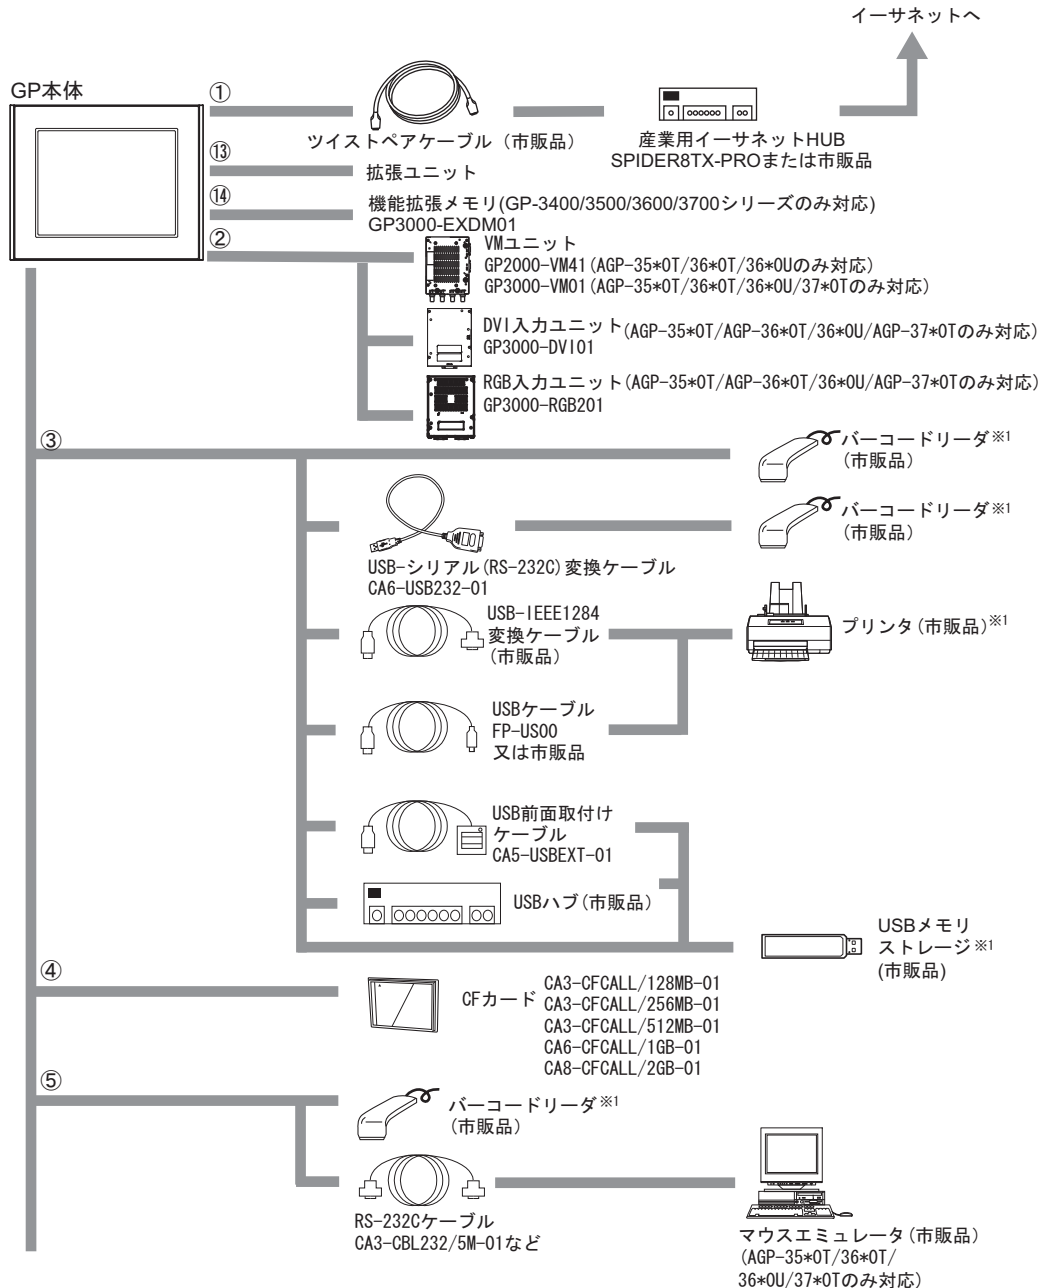 イーサネットへ
GP本体
①
ツイストペアケーブル（市販品）
産業用イーサネットHUB
SPIDER8TX-PROまたは市販品
⑬
拡張ユニット
⑭
機能拡張メモリ(GP-3400/3500/3600/3700シリーズのみ対応)
GP3000-EXDM01
②
VMユニット
GP2000-VM41(AGP-35*0T/36*0T/36*0Uのみ対応)
GP3000-VM01(AGP-35*0T/36*0T/36*0U/37*0Tのみ対応)
DVI入力ユニット(AGP-35*0T/AGP-36*0T/36*0U/AGP-37*0Tのみ対応)
GP3000-DVI01
RGB入力ユニット(AGP-35*0T/AGP-36*0T/36*0U/AGP-37*0Tのみ対応)
GP3000-RGB201
③
バーコードリーダ※1
(市販品)
バーコードリーダ※1
(市販品)
USB-シリアル(RS-232C)変換ケーブル
CA6-USB232-01
USB-IEEE1284
変換ケーブル
(市販品)
プリンタ(市販品)※1
USBケーブル
FP-US00
又は市販品
USB前面取付け
ケーブル
CA5-USBEXT-01
USBハブ(市販品)
USBメモリ
ストレージ※1
(市販品)
④
CFカード
CA3-CFCALL/128MB-01
CA3-CFCALL/256MB-01
CA3-CFCALL/512MB-01
CA6-CFCALL/1GB-01
CA8-CFCALL/2GB-01
⑤
バーコードリーダ※1
(市販品)
RS-232Cケーブル
CA3-CBL232/5M-01など
マウスエミュレータ(市販品)
(AGP-35*0T/36*0T/
36*0U/37*0Tのみ対応)